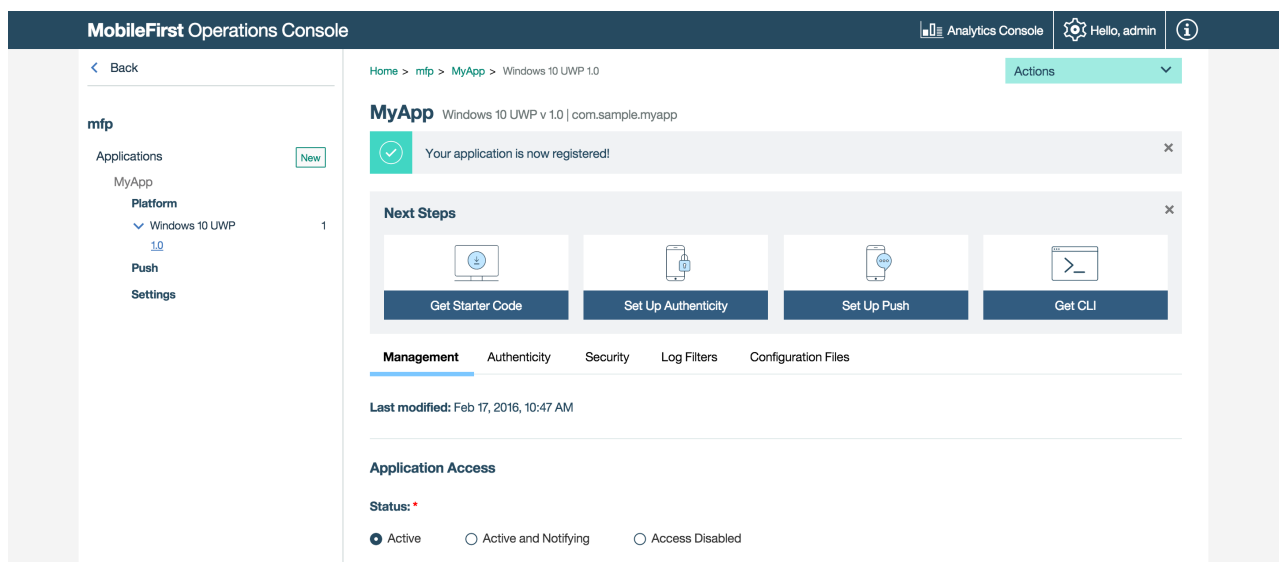 MobileFirst Operations Console
Analytics Console
Hello, admin
Back
mfp
Applications New
MyApp
Platform
Windows 10 UWP 1
1.0
Push
Settings
Home > mfp > MyApp > Windows 10 UWP 1.0
Actions
MyApp Windows 10 UWP v 1.0 | com.sample.myapp
Your application is now registered!
Next Steps
Get Starter Code Set Up Authenticity Set Up Push Get CLI
Management Authenticity Security Log Filters Configuration Files
Last modified: Feb 17, 2016, 10:47 AM
Application Access
Status: *
Active Active and Notifying Access Disabled